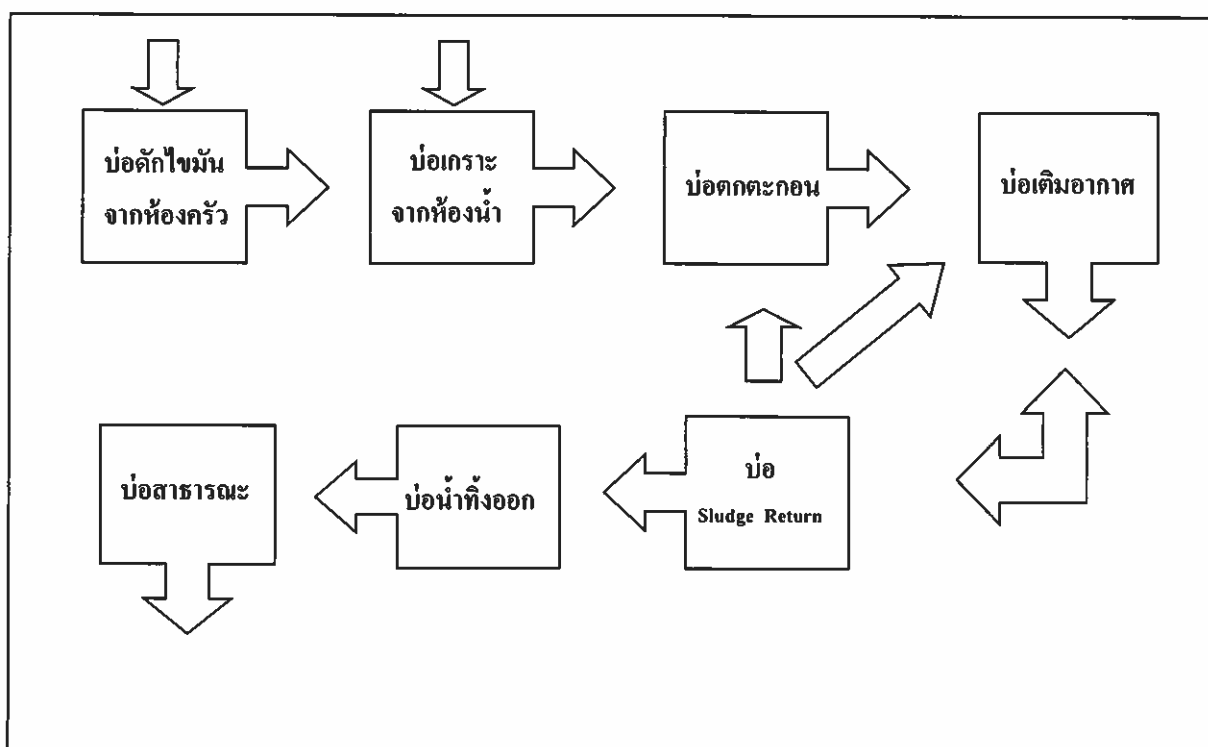 บ่อดักไขมัน
จากห้องครัว
บ่อเกราะ
จากห้องน้ำ
บ่อตกตะกอน
บ่อเติมอากาศ
บ่อสาธารณะ
บ่อน้ำทิ้งออก
บ่อ
Sludge Return